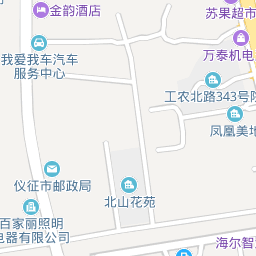 金韵酒店
苏果超市
万泰机电
我爱我车汽车
服务中心
工农北路343号院
凤凰美地
仪征市邮政局
北山花苑
百家丽照明
电器有限公司
海尔智